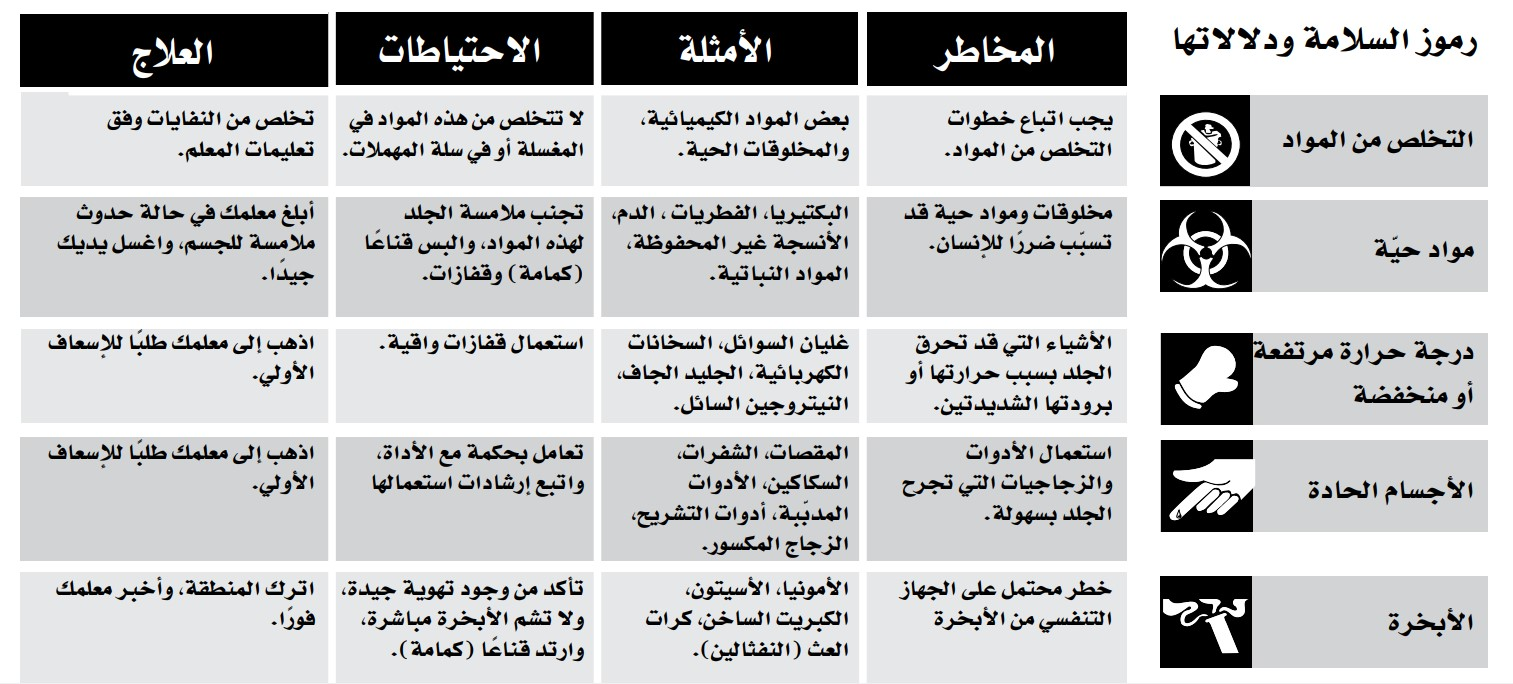 رموز السلامة ودلالاتها
المخاطر
الأمثلة
الاحتياطات
العلاج
التخلص من المواد
يجب اتباع خطوات
التخلص من المواد.
بعض المواد الكيميائية،
والمخلوقات الحية.
لا تتخلص من هذه المواد في
المغسلة أو في سلة المهملات.
تخلص من النفايات وفق
تعليمات المعلم.
مواد حيّة
مخلوقات ومواد حية قد
تسبّب ضررًا للإنسان.
البكتيريا، الفطريات ، الدم،
الأنسجة غير المحفوظة،
المواد النباتية.
تجنب ملامسة الجلد
لهذه المواد، والبس قناعًا
(كمامة) وقفازات.
أبلغ معلمك في حالة حدوث
ملامسة للجسم، واغسل يديك
جيدًا.
درجة حرارة مرتفعة
أو منخفضة
الأشياء التي قد تحرق
الجلد بسبب حرارتها أو
برودتها الشديدتين.
غليان السوائل، السخانات
الكهربائية، الجليد الجاف،
النيتروجين السائل.
استعمال قفازات واقية.
اذهب إلى معلمك طلبًا للإسعاف
الأولي.
الأجسام الحادة
استعمال الأدوات
والزجاجيات التي تجرح
الجلد بسهولة.
المقصات، الشفرات،
السكاكين، الأدوات
المدبّبة، أدوات التشريح،
الزجاج المكسور.
تعامل بحكمة مع الأداة،
واتبع إرشادات استعمالها
اذهب إلى معلمك طلبًا للإسعاف
الأولي.
الأبخرة
خطر محتمل على الجهاز
التنفسي من الأبخرة
الأمونيا، الأسيتون،
الكبريت الساخن، كرات
العث (النفثالين).
تأكد من وجود تهوية جيدة،
ولا تشم الأبخرة مباشرة،
وارتد قناعًا (كمامة).
اترك المنطقة، وأخبر معلمك
فورًا.